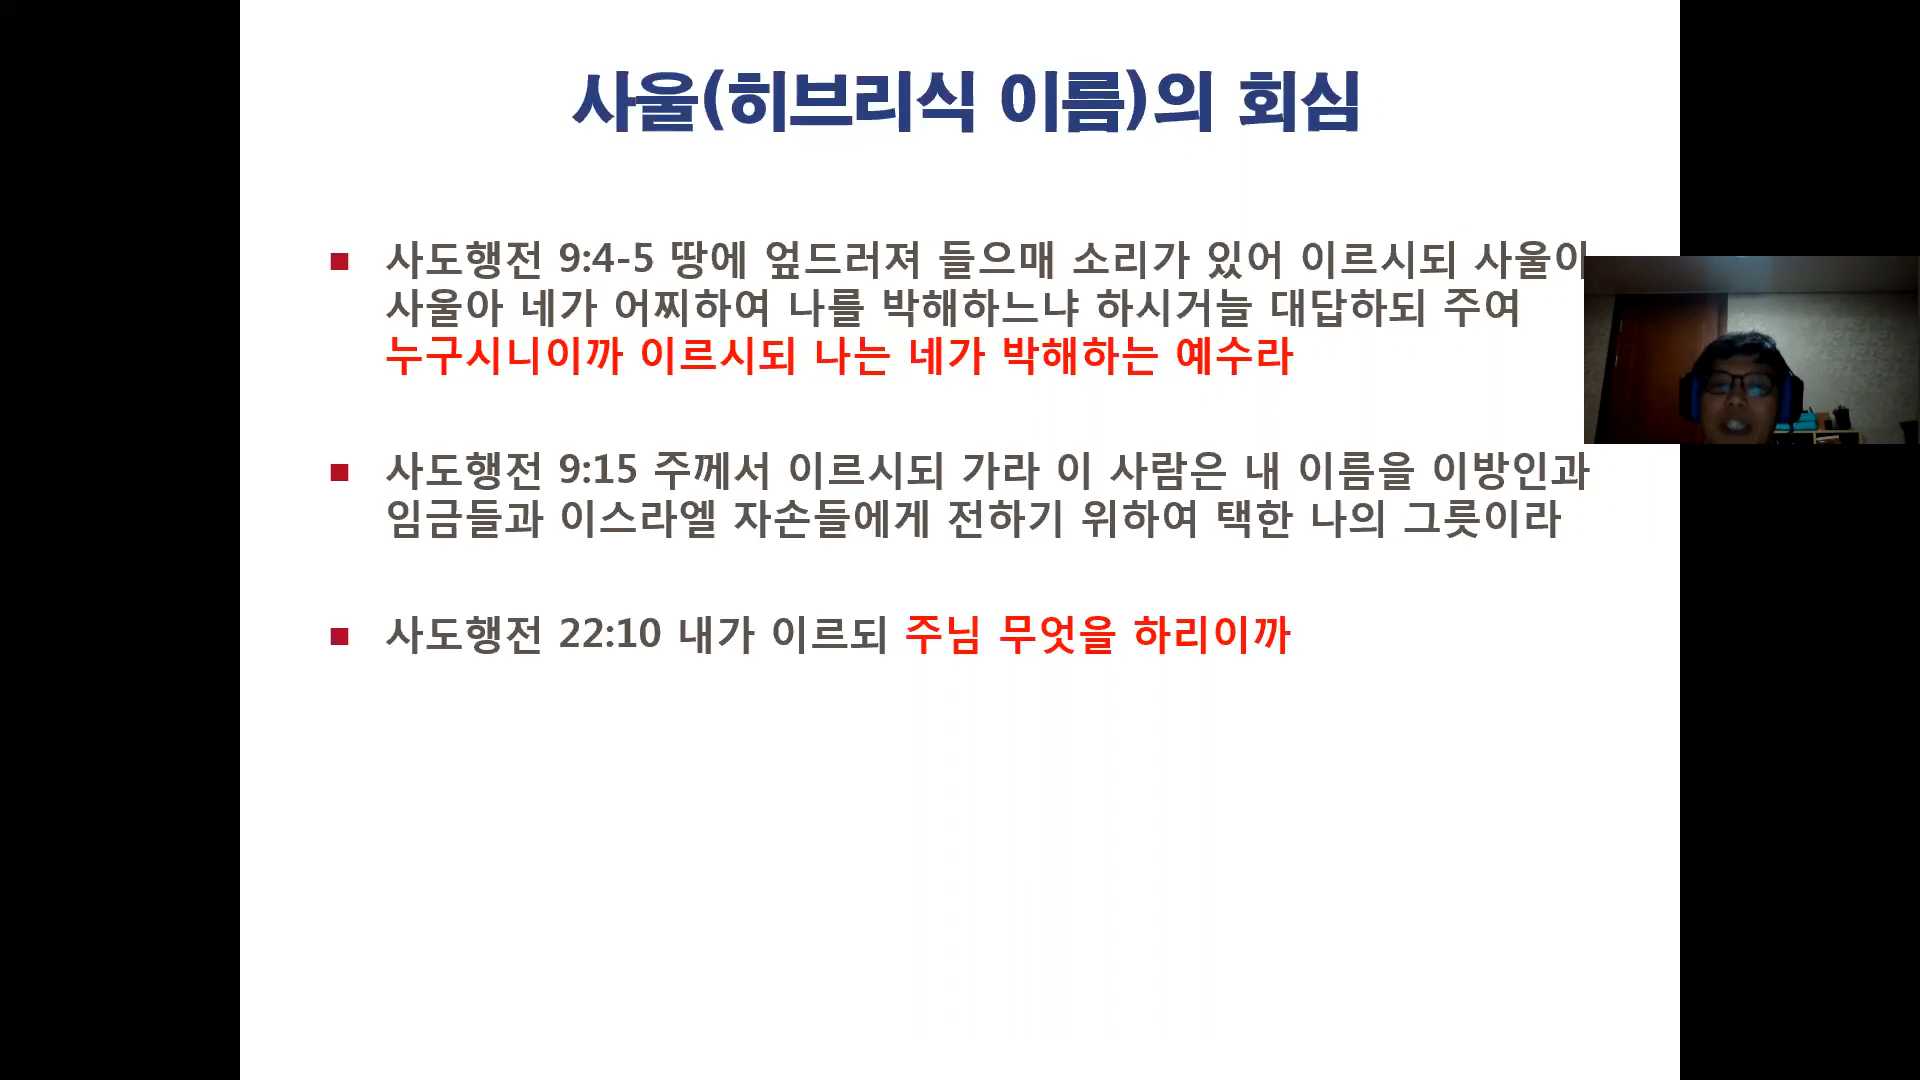 사울(히브리식 이름)의 회심
사도행전 9:4-5 땅에 엎드러져 들으매 소리가 있어 이르시되 사울아
사울아 네가 어찌하여 나를 박해하느냐 하시거늘 대답하되 주여
누구시니이까 이르시되 나는 네가 박해하는 예수라
사도행전 9:15 주께서 이르시되 가라 이 사람은 내 이름을 이방인과
임금들과 이스라엘 자손들에게 전하기 위하여 택한 나의 그릇이라
사도행전 22:10 내가 이르되 주님 무엇을 하리이까